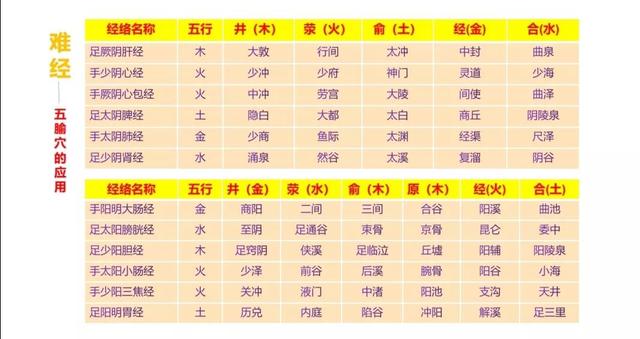 难经
——五腧穴的应用
经络名称 五行 井（木） 荥（火） 俞（土） 经(金) 合(水)
足厥阴肝经 木 大敦 行间 太冲 中封 曲泉
手少阴心经 火 少冲 少府 神门 灵道 少海
手厥阴心包经 火 中冲 劳宫 大陵 间使 曲泽
足太阴脾经 土 隐白 大都 太白 商丘 阴陵泉
手太阴肺经 金 少商 鱼际 太渊 经渠 尺泽
足少阴肾经 水 涌泉 然谷 太溪 复溜 阴谷
经络名称 五行 井（金） 荥（水） 俞（木） 原（木） 经(火) 合(土)
手阳明大肠经 金 商阳 二间 三间 合谷 阳溪 曲池
足太阳膀胱经 水 至阴 足通谷 束骨 京骨 昆仑 委中
足少阳胆经 木 足窍阴 侠溪 足临泣 丘墟 阳辅 阳陵泉
手太阳小肠经 火 少泽 前谷 后溪 腕骨 阳谷 小海
手少阳三焦经 火 关冲 液门 中渚 阳池 支沟 天井
足阳明胃经 土 历兑 内庭 陷谷 冲阳 解溪 足三里